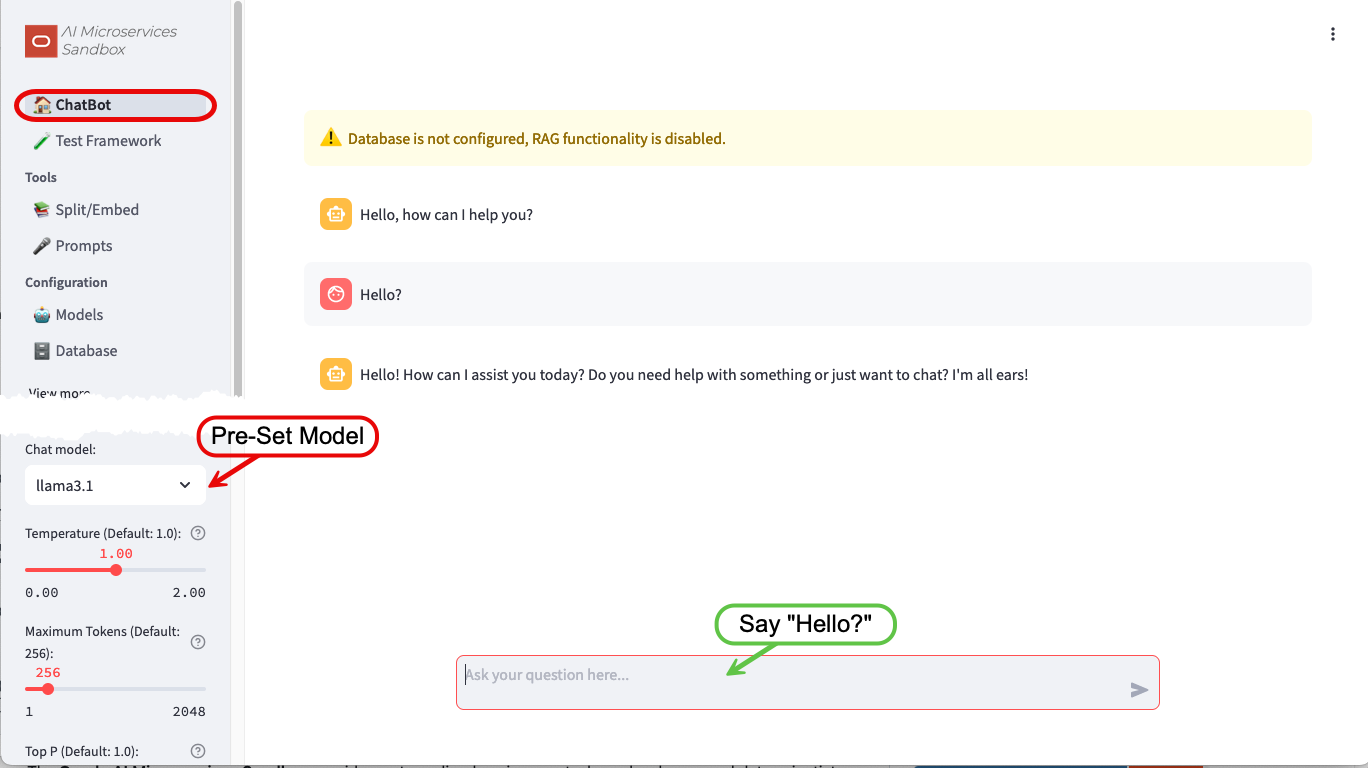 AI Microservices
Sandbox
ChatBot
Test Framework
Tools
Split/Embed
Prompts
Configuration
Models
Database
View more
Chat model:
llama3.1
Temperature (Default: 1.0):
1.00
0.00 2.00
Maximum Tokens (Default:
256):
256
1 2048
Top P (Default: 1.0):
Pre-Set Model
Database is not configured, RAG functionality is disabled.
Hello, how can I help you?
Hello?
Hello! How can I assist you today? Do you need help with something or just want to chat? I'm all ears!
Say "Hello?"
Ask your question here...